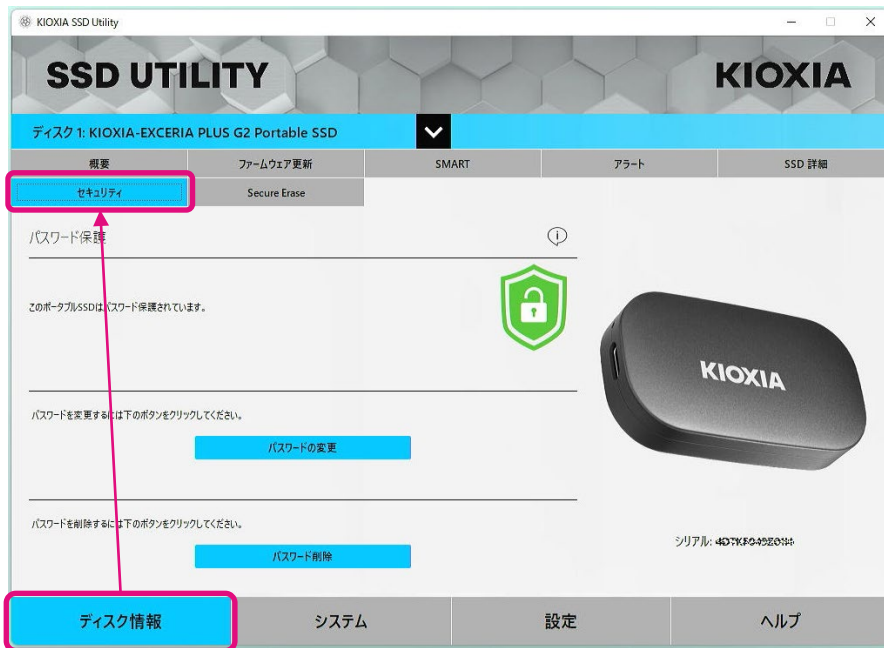 KIOXIA SSD Utility
SSD UTILITY
KIOXIA
ディスク 1: KIOXIA-EXCERIA PLUS G2 Portable SSD
概要 ファームウェア更新 SMART アラート SSD 詳細
セキュリティ Secure Erase
パスワード保護
このポータブルSSDはパスワード保護されています。
KIOXIA
パスワードを変更するには下のボタンをクリックしてください。
パスワードの変更
パスワードを削除するには下のボタンをクリックしてください。
パスワード削除
シリアル:
ディスク情報 システム 設定 ヘルプ